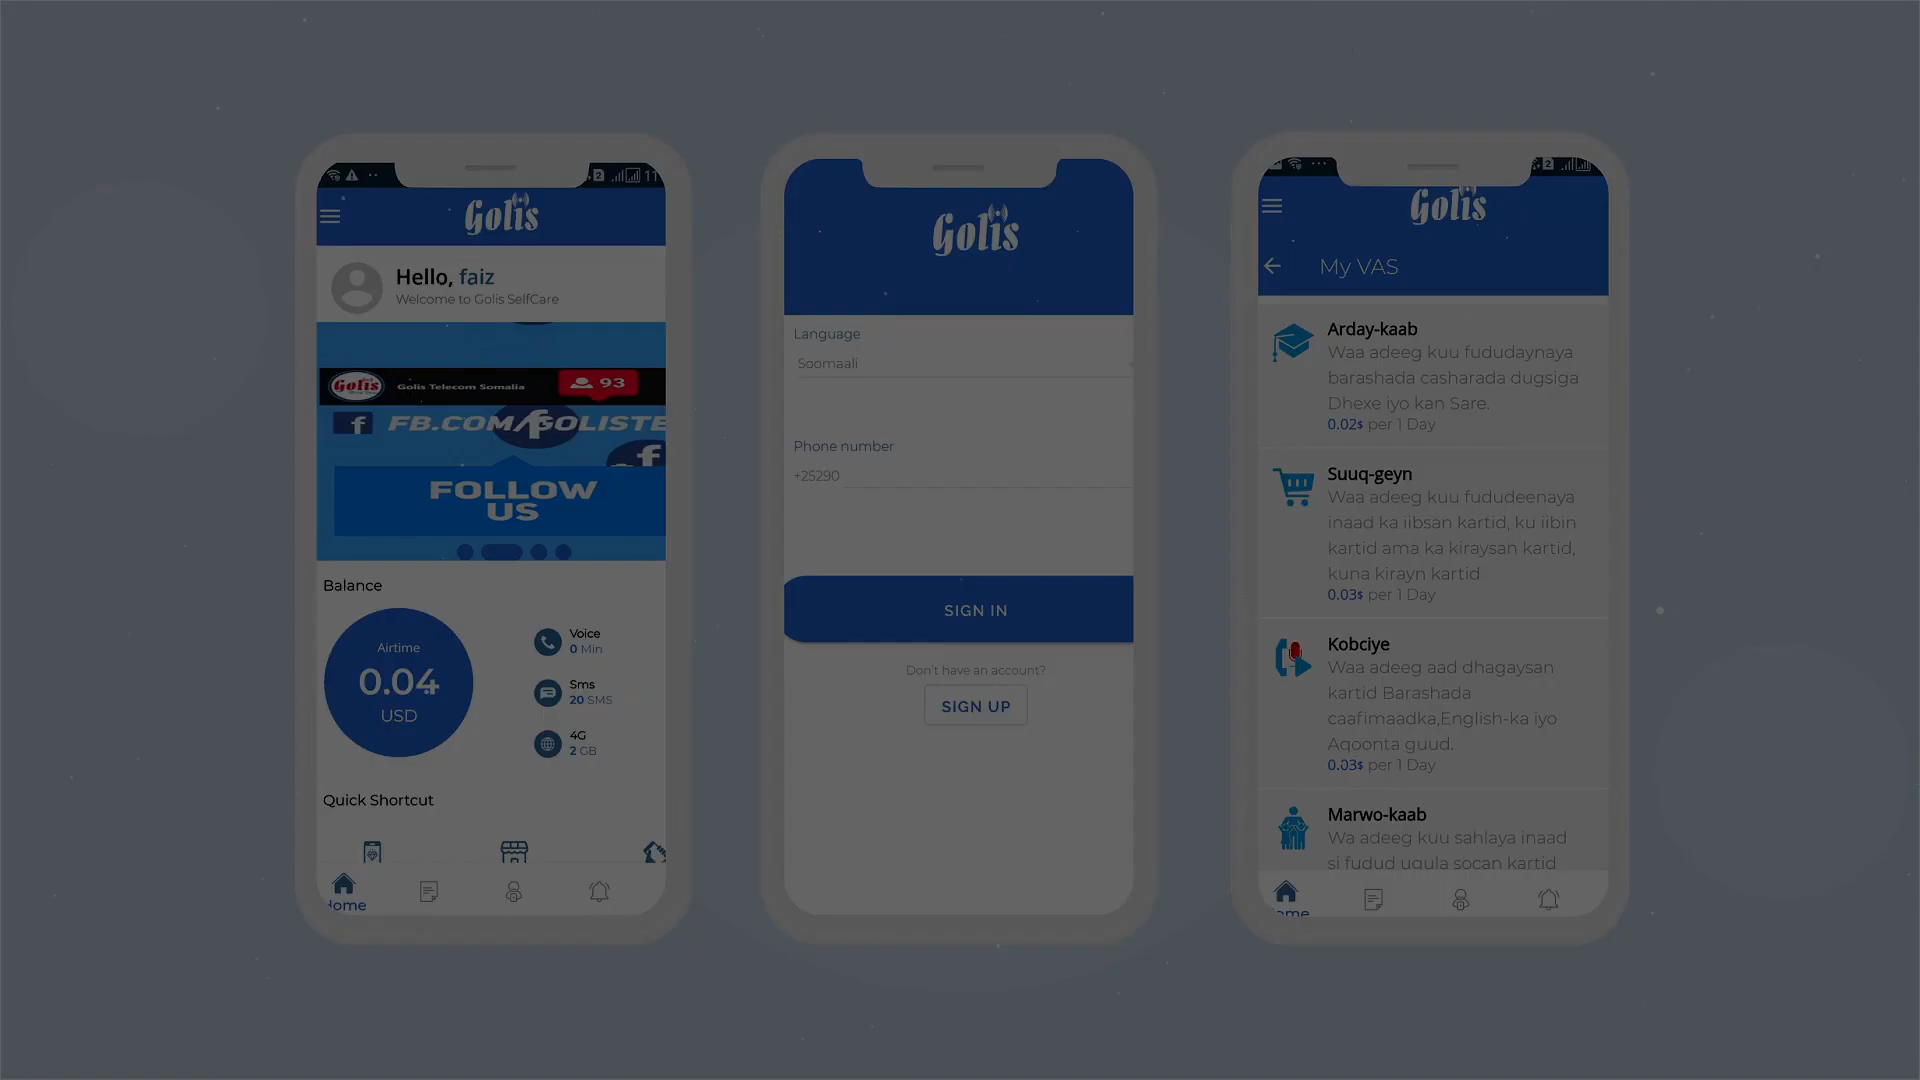 11
Golis
Hello, faiz
Welcome to Golis SelfCare
Golis
Golis Telecom Somalia
93
f
FB.COM/GOLISTE
f
f
FOLLOW
US
Balance
Airtime
0.04
USD
Voice
0 Min
Sms
20 SMS
4G
2 GB
Quick Shortcut
Home
Golis
Language
Soomaali
Phone number
+25290
SIGN IN
Don't have an account?
SIGN UP
2
Golis
My VAS
Arday-kaab
Waa adeeg kuu fududaynaya
barashada casharada dugsiga
Dhexe iyo kan Sare.
0.02$ per 1 Day
Suuq-geyn
Waa adeeg kuu fududeenaya
inaad ka iibsan kartid, ku iibin
kartid ama ka kiraysan kartid,
kuna kirayn kartid
0.03$ per 1 Day
Kobciye
Waa adeeg aad dhagaysan
kartid Barashada
caafimaadka,English-ka iyo
Aqoonta guud.
0.03$ per 1 Day
Marwo-kaab
Wa adeeg kuu sahlaya inaad
si fudud ugula socan kartid